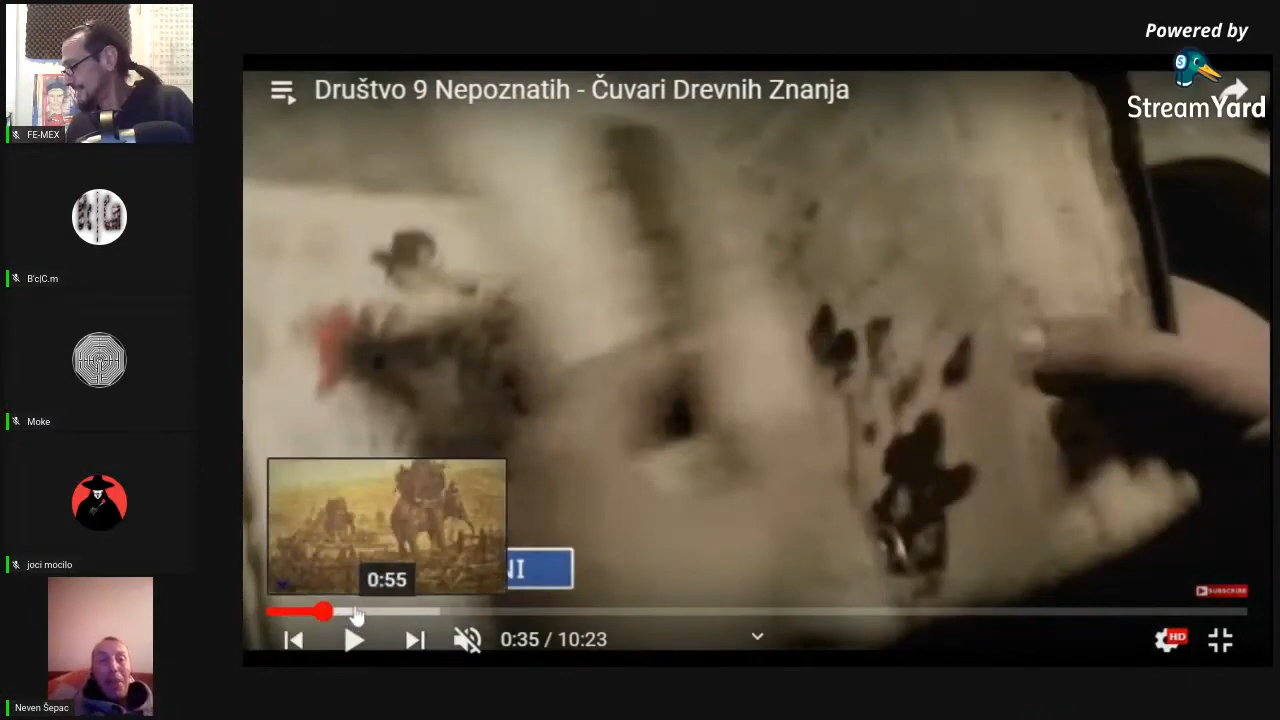 Powered by
StreamYard
Društvo 9 Nepoznatih - Čuvari Drevnih Znanja
FE-MEX
B'c|C.m
Moke
joci mocilo
Neven Šepac
NI
0:55
SUBSCRIBE
0:35 / 10:23
HD